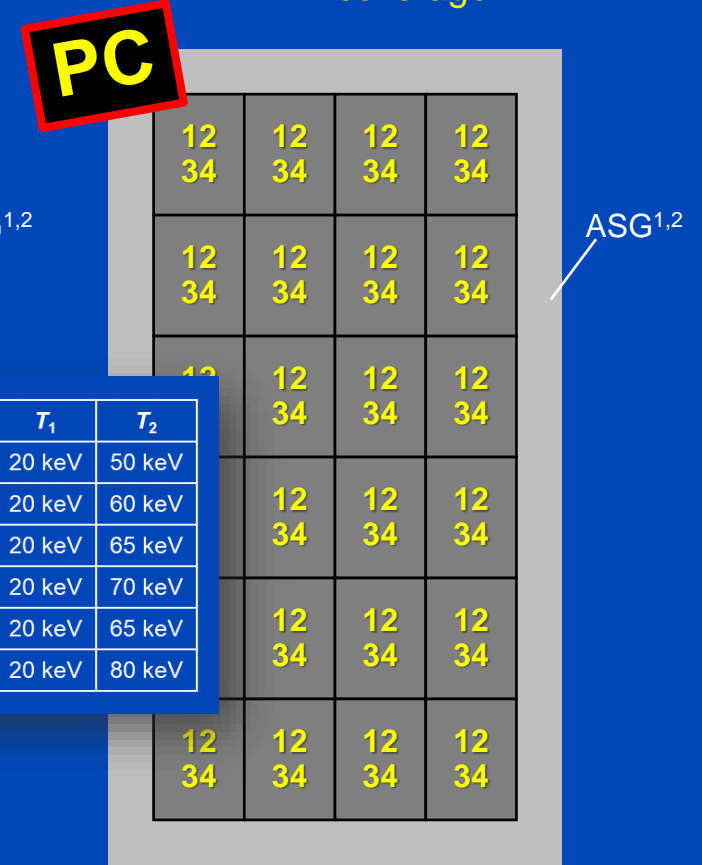 PC
12 12 12 12
34 34 34 34
ASG1,2
12 12 12 12
34 34 34 34
12 12 12
34 34 34
T1 T2
20 keV 50 keV
20 keV 60 keV
20 keV 65 keV
20 keV 70 keV
20 keV 65 keV
20 keV 80 keV
12 12 12
34 34 34
12 12 12
34 34 34
12 12 12 12
34 34 34 34